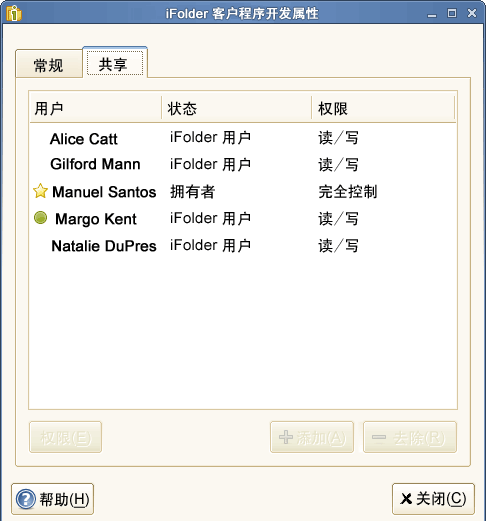 iFolder 客户程序开发属性
常规 共享
用户 状态 权限
Alice Catt iFolder 用户 读／写
Gilford Mann iFolder 用户 读／写
Manuel Santos 拥有者 完全控制
Margo Kent iFolder 用户 读／写
Natalie DuPres iFolder 用户 读／写
权限(E) 添加(A) 去除(R)
帮助(H) 关闭(C)